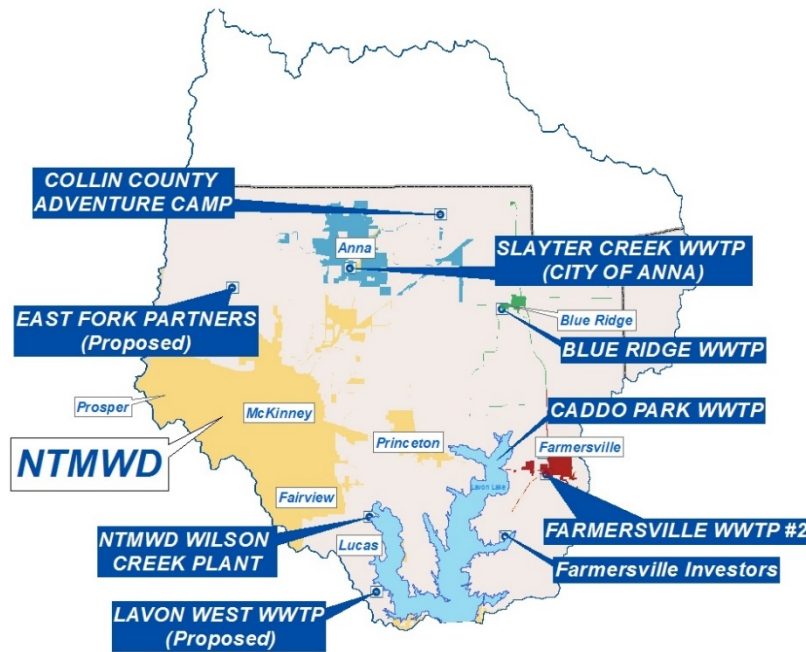 COLLIN COUNTY
ADVENTURE CAMP
Anna
SLAYTER CREEK WWTP
(CITY OF ANNA)
EAST FORK PARTNERS
(Proposed)
Blue Ridge
BLUE RIDGE WWTP
Prosper
McKinney
CADDO PARK WWTP
Princeton
Farmersville
NTMWD
Lavon Lake
Fairview
FARMERSVILLE WWTP #2
NTMWD WILSON
CREEK PLANT
Lucas
Farmersville Investors
LAVON WEST WWTP
(Proposed)